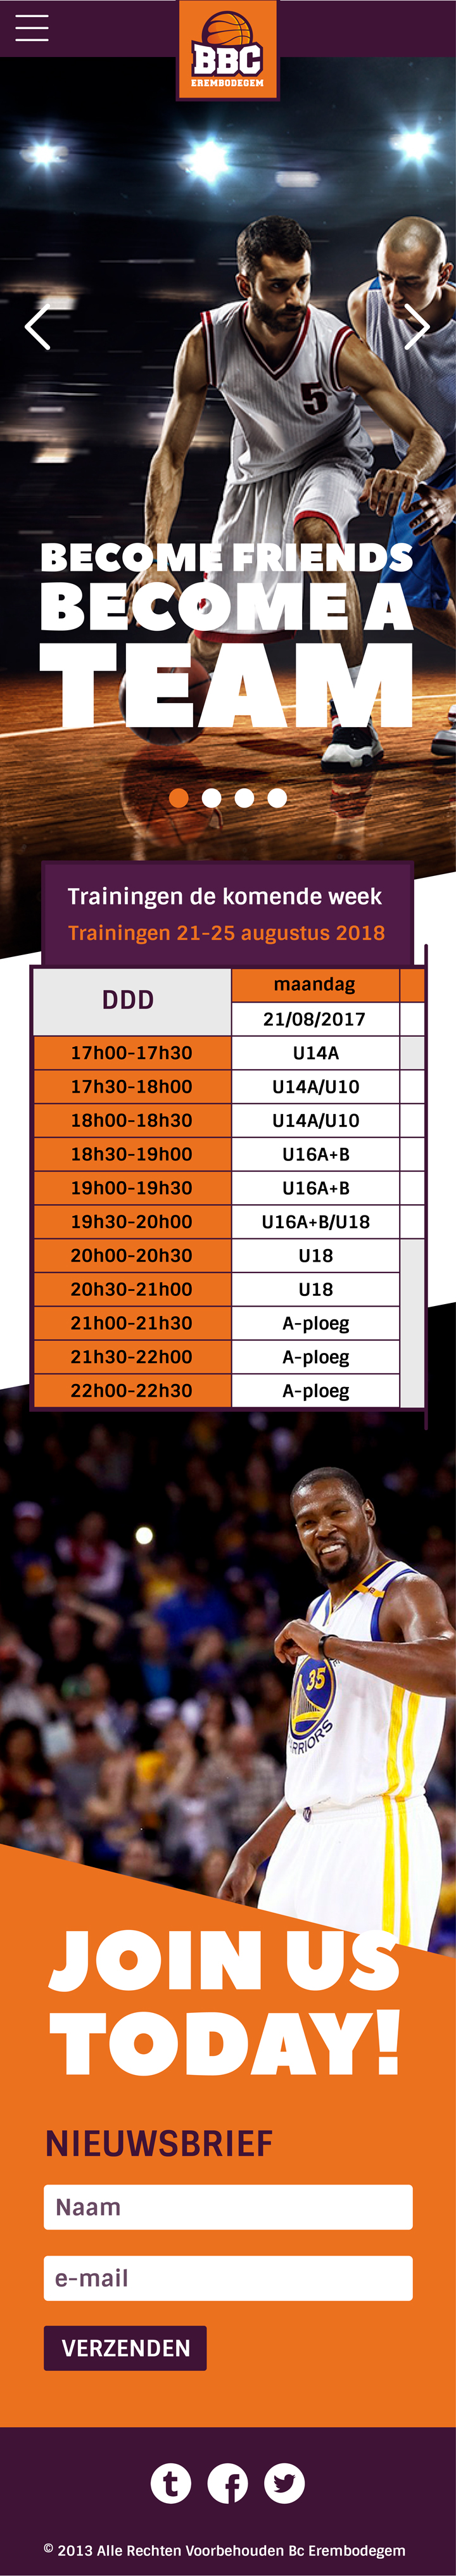 BBC
EREMBODEGEM
5
BECOME FRIENDS
BECOME A
TEAM
Trainingen de komende week
Trainingen 21-25 augustus 2018
DDD
maandag
21/08/2017
17h00-17h30 U14A
17h30-18h00 U14A/U10
18h00-18h30 U14A/U10
18h30-19h00 U16A+B
19h00-19h30 U16A+B
19h30-20h00 U16A+B/U18
20h00-20h30 U18
20h30-21h00 U18
21h00-21h30 A-ploeg
21h30-22h00 A-ploeg
22h00-22h30 A-ploeg
35
RRIORS
JOIN US
TODAY!
NIEUWSBRIEF
Naam
e-mail
VERZENDEN
© 2013 Alle Rechten Voorbehouden Bc Erembodegem